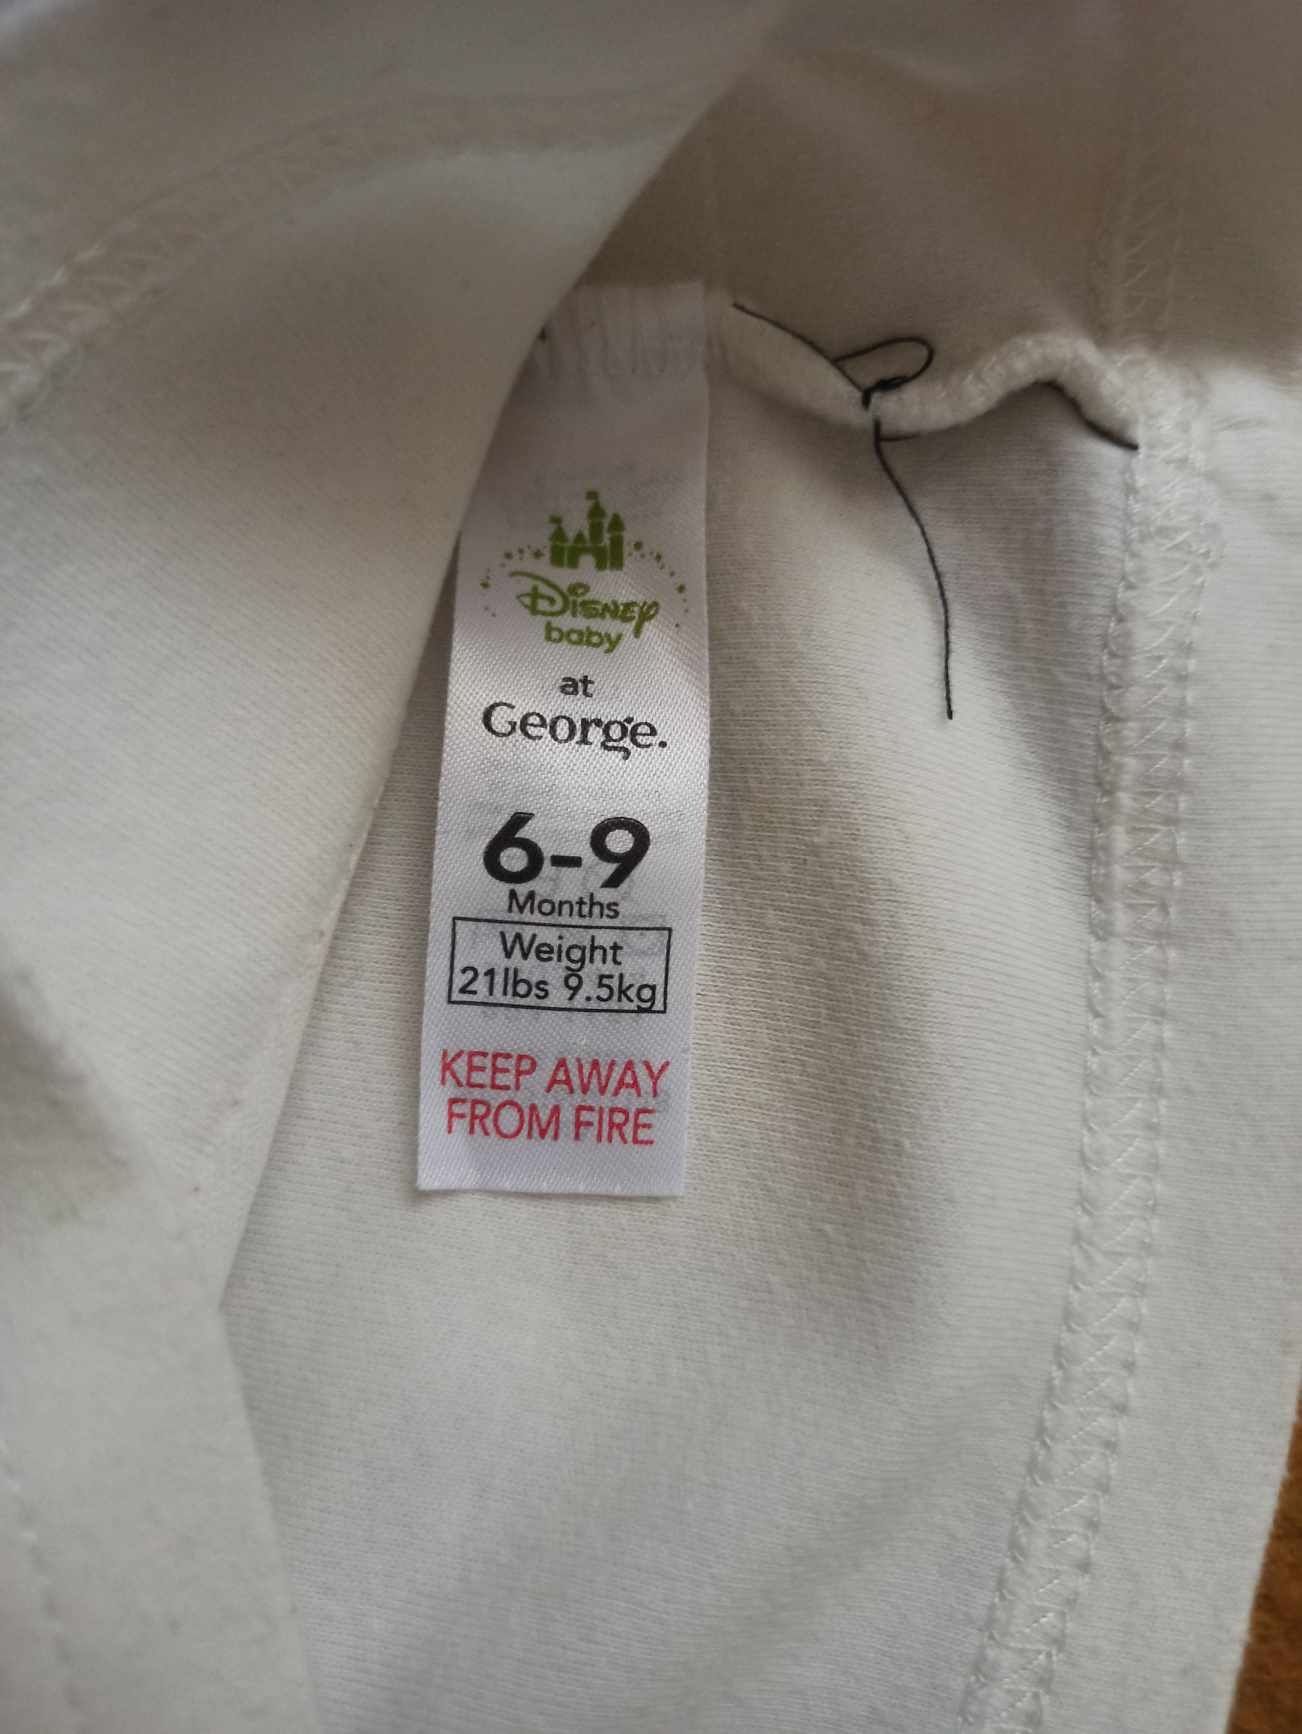 Disney
baby
at
George.
6-9
Months
Weight
21lbs 9.5kg
KEEP AWAY
FROM FIRE